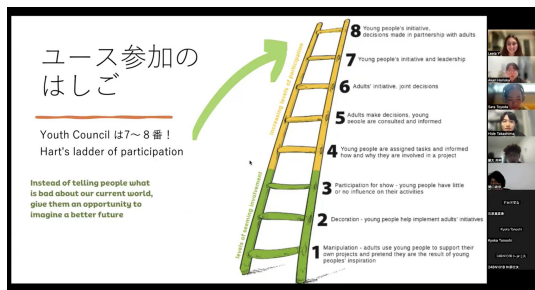 ユース参加の
はしご
Youth Council は7～8番！
Hart's ladder of participation
Instead of telling people what
is bad about our current world,
give them an opportunity to
imagine a better future
increasing levels of participation
levels of seeming involvement
8 Young people's initiative,
decisions made in partnership with adults
7 Young people's initiative and leadership
6 Adults' initiative, joint decisions
5 Adults make decisions, young
people are consulted and informed
4 Young people are assigned tasks and informed
how and why they are involved in a project
3 Participation for show - young people have little
or no influence on their activities
2 Decoration - young people help implement adults' initiatives
1 Manipulation - adults use young people to support their
own projects and pretend they are the result of young
peoples' inspiration
Sara Toyota
Hide Takashima
Kyoka Tanoshi
Kyoka Tanoshi